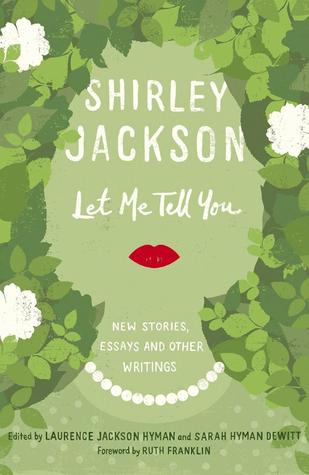 SHIRLEY
JACKSON
Let Me Tell You
NEW STORIES,
ESSAYS AND OTHER
WRITINGS
Edited by LAURENCE JACKSON HYMAN and SARAH HYMAN DEWITT
Foreword by RUTH FRANKLIN